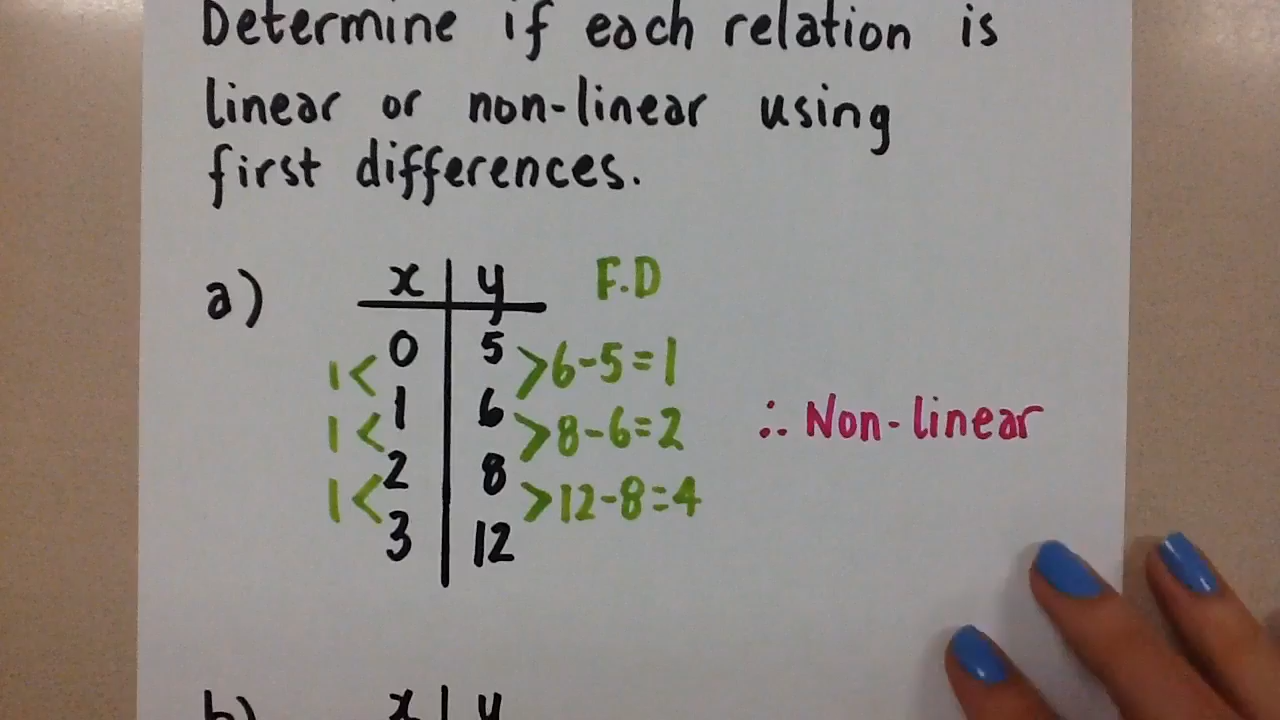 Determine if each relation is
linear or non-linear using
first differences.
a) x | y F.D
0 | 5
1 < > 6-5=1
1 | 6
1 < > 8-6=2 ∴ Non-linear
2 | 8
1 < > 12-8=4
3 | 12
b) x | y